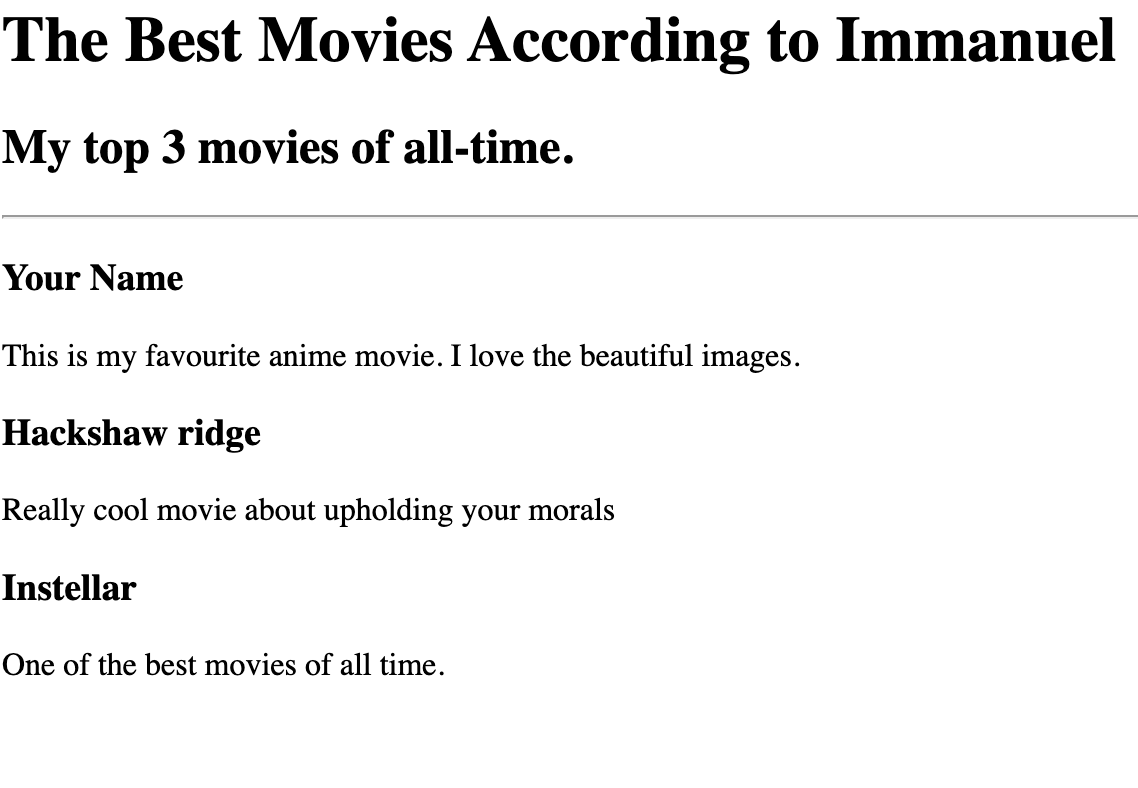 The Best Movies According to Immanuel
My top 3 movies of all-time.
Your Name
This is my favourite anime movie. I love the beautiful images.
Hackshaw ridge
Really cool movie about upholding your morals
Instellar
One of the best movies of all time.